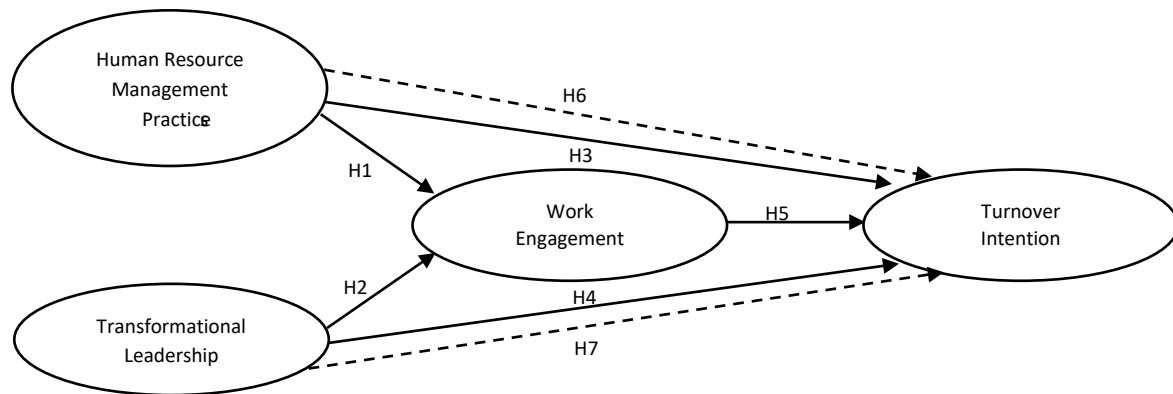 Human Resource
Management
Practice
H6
H3
H1
Work
Engagement
H5
Turnover
Intention
H2
H4
Transformational
Leadership
H7